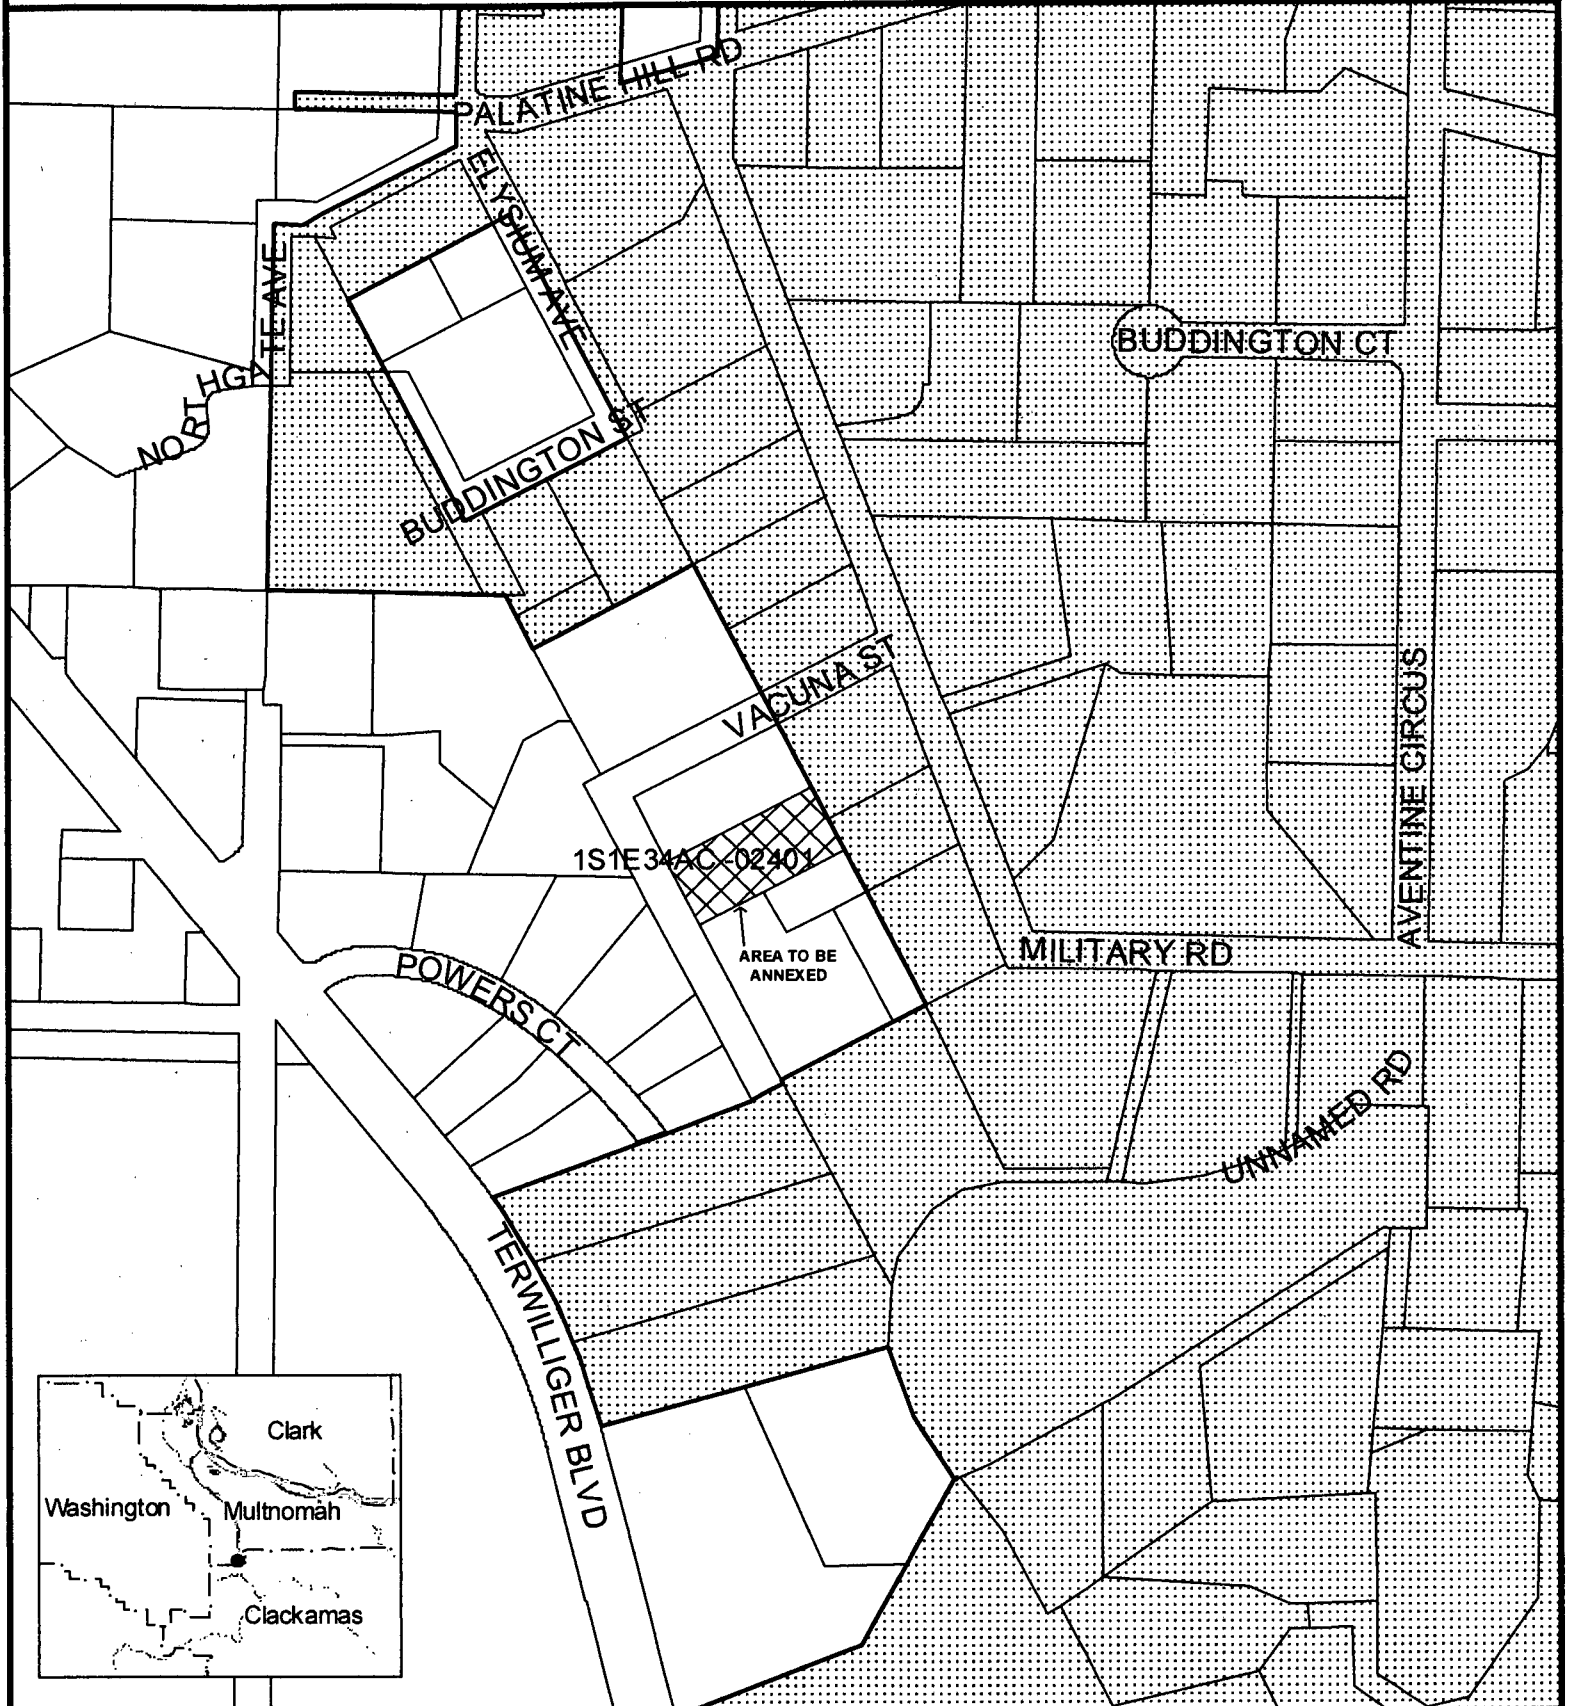 PALATINE HILL RD
ELYSIUM AVE
NORTHGATE AVE
BUDDINGTON CT
BUDDINGTON ST
VACUNA ST
AVENTINE CIRCUS
1S1E34AC -02401
AREA TO BE
ANNEXED
MILITARY RD
POWERS CT
UNNAMED RD
TERWILLIGER BLVD
Clark
Washington
Multnomah
Clackamas